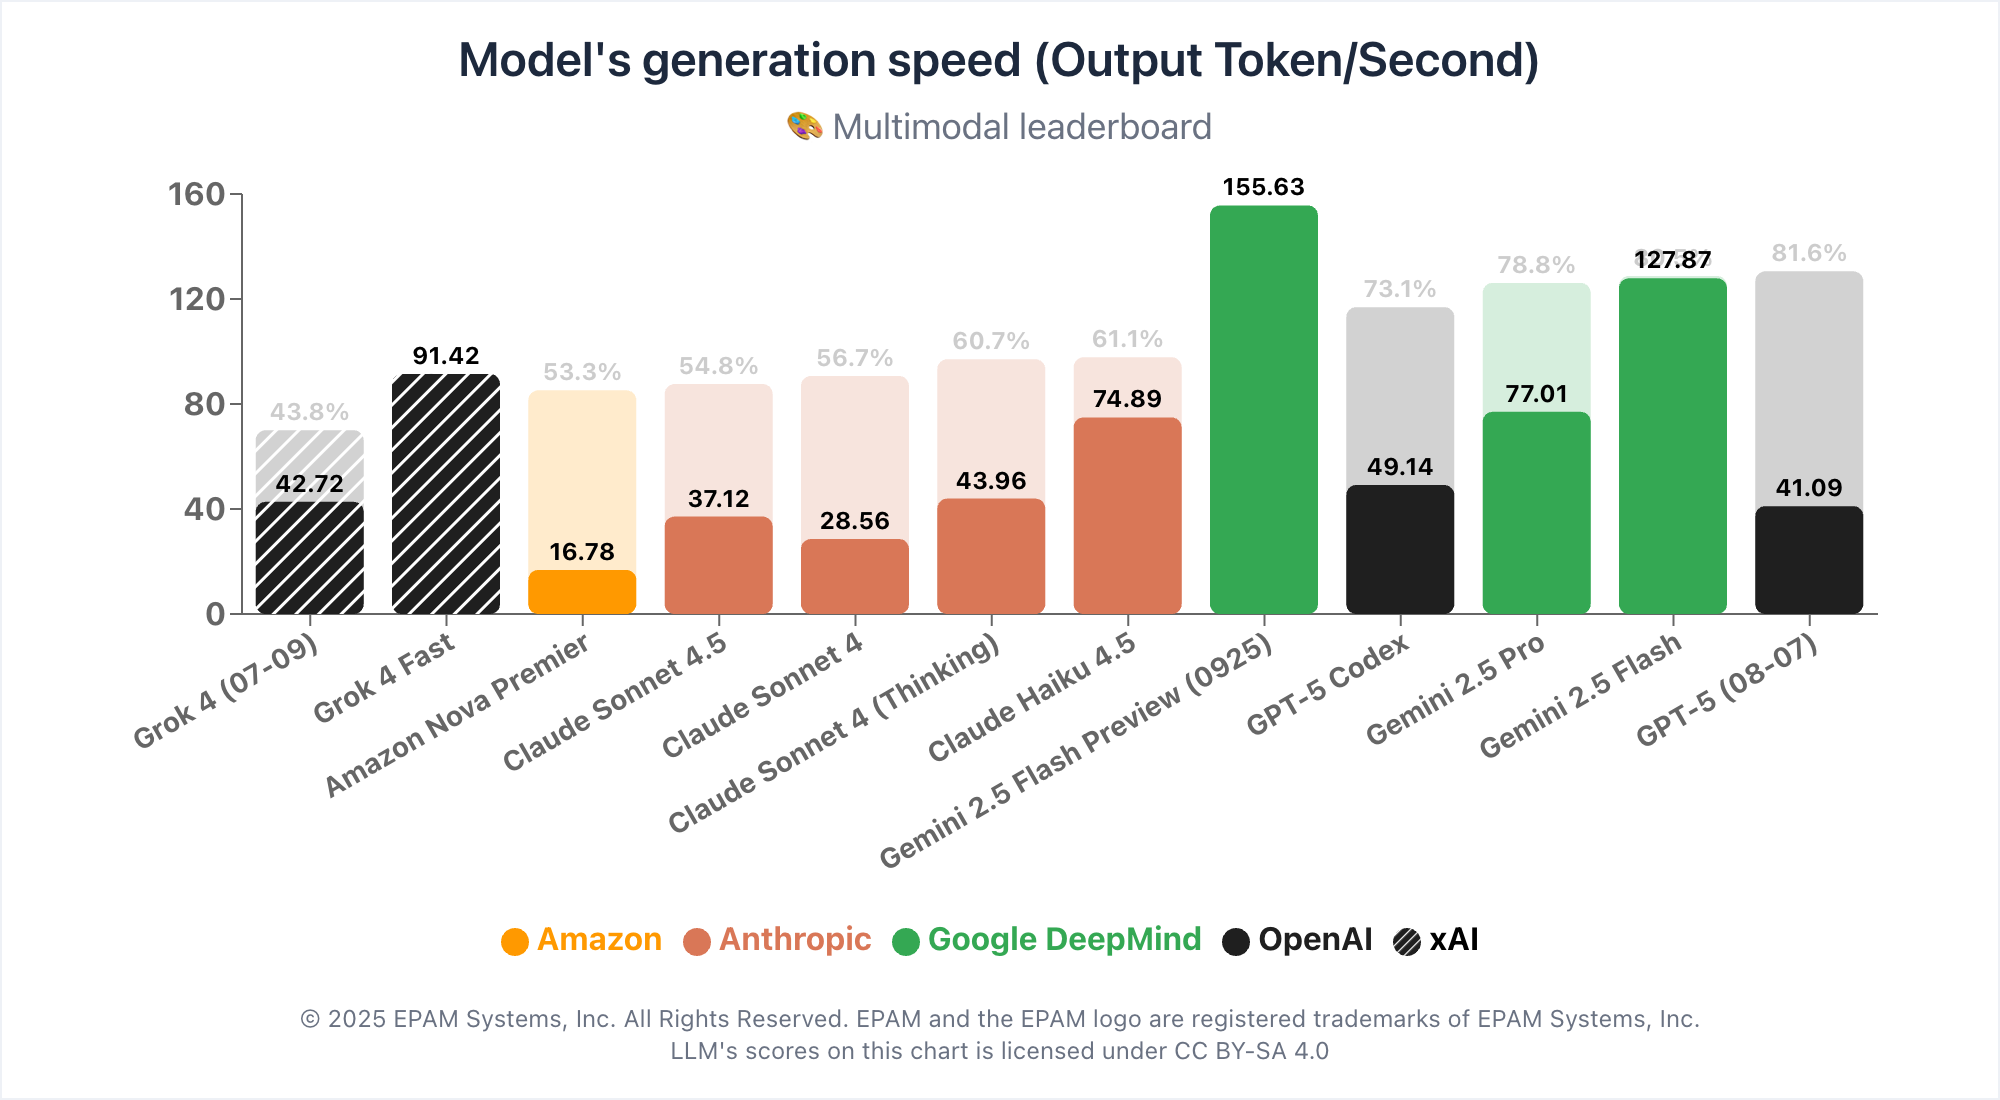 Model's generation speed (Output Token/Second)
🎨 Multimodal leaderboard
160
120
80
40
0
43.8%
42.72
91.42
53.3%
16.78
54.8%
37.12
56.7%
28.56
60.7%
43.96
61.1%
74.89
155.63
73.1%
49.14
78.8%
77.01
127.87
81.6%
41.09
Grok 4 (07-09)
Grok 4 Fast
Amazon Nova Premier
Claude Sonnet 4.5
Claude Sonnet 4
Claude Sonnet 4 (Thinking)
Claude Haiku 4.5
Gemini 2.5 Flash Preview (0925)
GPT-5 Codex
Gemini 2.5 Pro
Gemini 2.5 Flash
GPT-5 (08-07)
Amazon Anthropic Google DeepMind OpenAI xAI
© 2025 EPAM Systems, Inc. All Rights Reserved. EPAM and the EPAM logo are registered trademarks of EPAM Systems, Inc.
LLM's scores on this chart is licensed under CC BY-SA 4.0